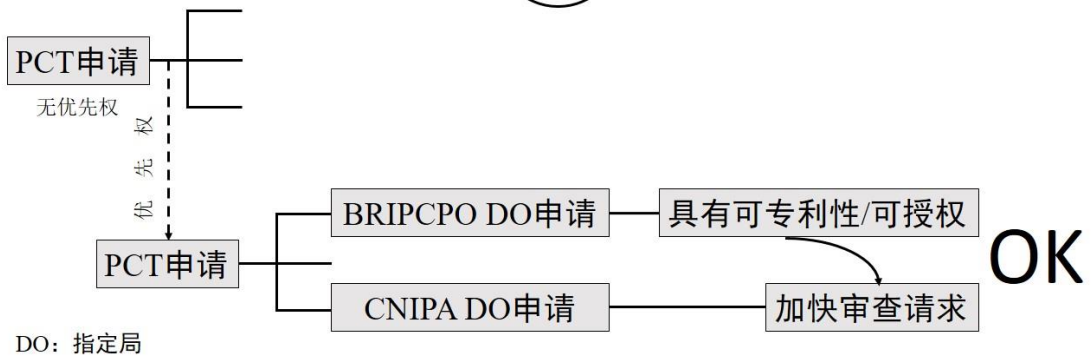 PCT申请
无优先权
优先权
BRIPCPO DO申请
具有可专利性/可授权
OK
PCT申请
CNIPA DO申请
加快审查请求
DO：指定局